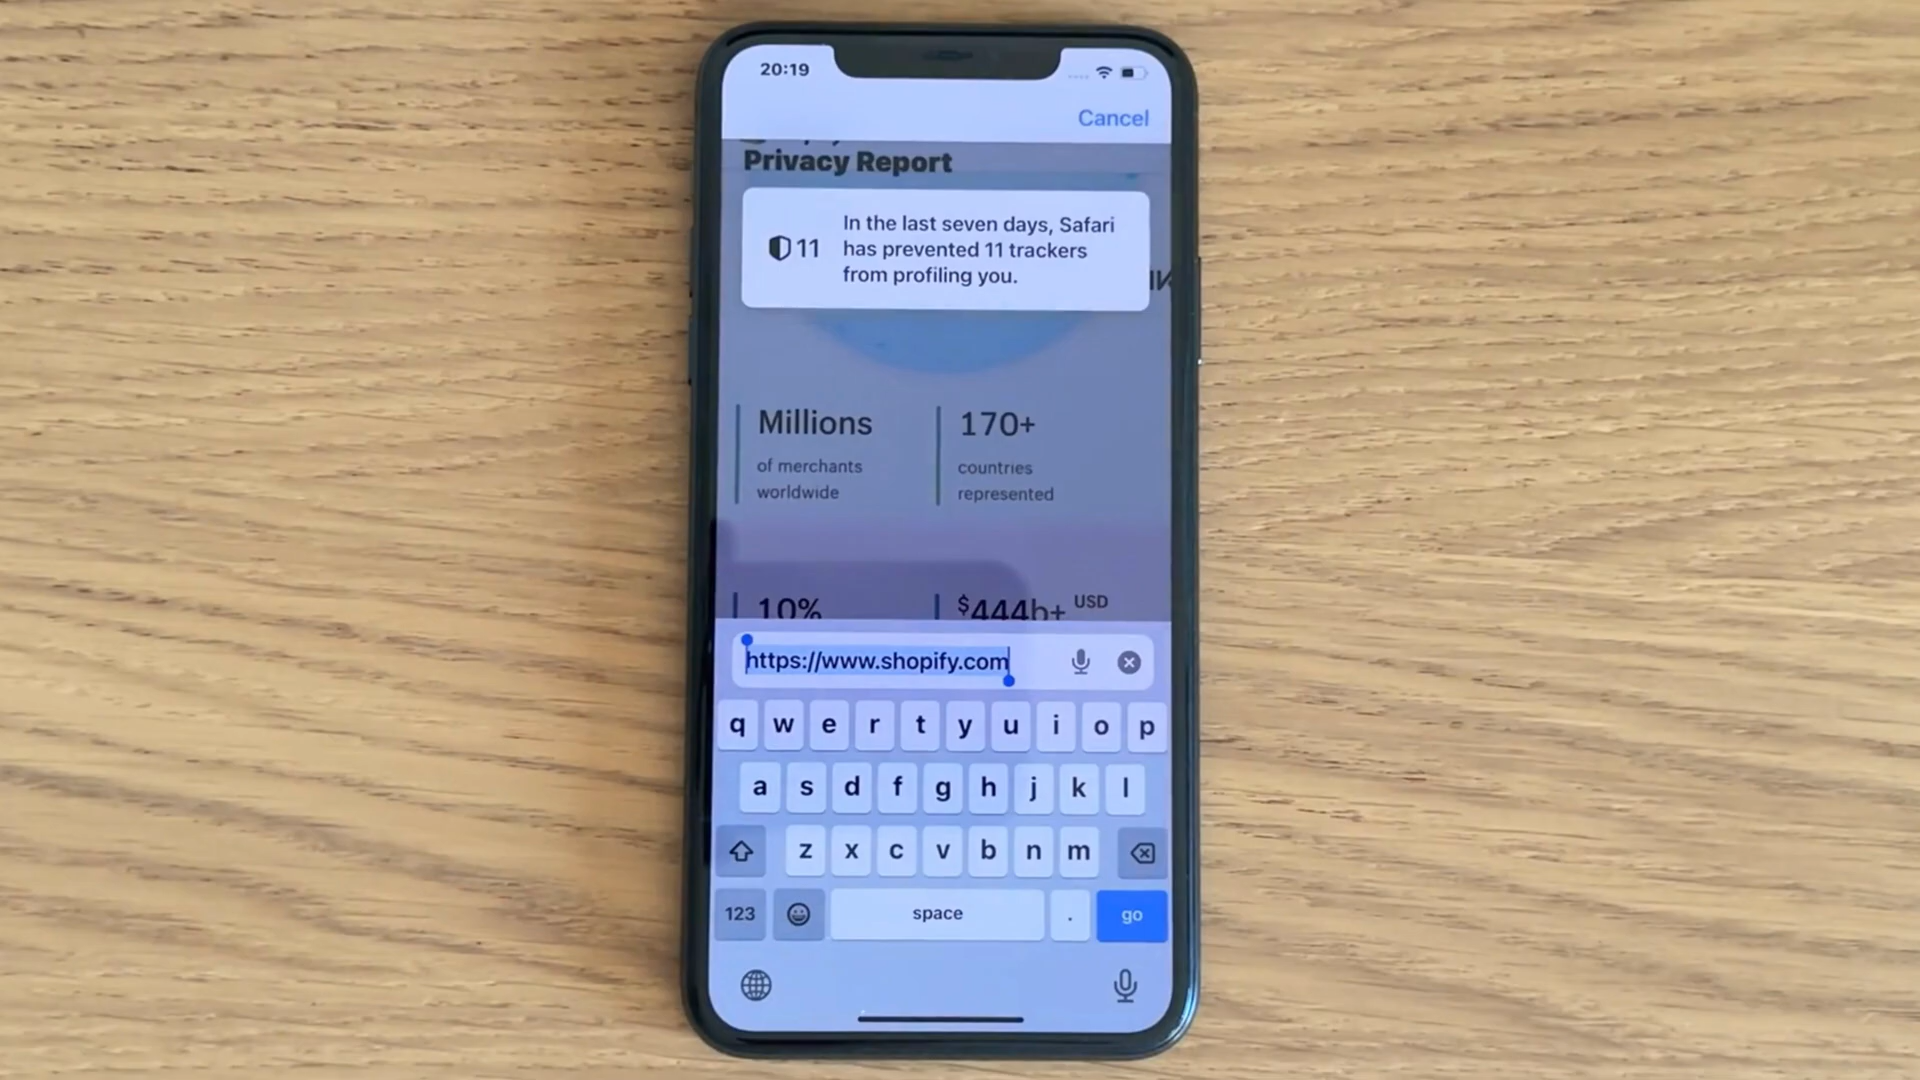 20:19
Cancel
Privacy Report
11
In the last seven days, Safari
has prevented 11 trackers
from profiling you.
Millions
of merchants
worldwide
170+
countries
represented
10%
$444b+ USD
https://www.shopify.com
q w e r t y u i o p
a s d f g h j k l
z x c v b n m
123 space . go